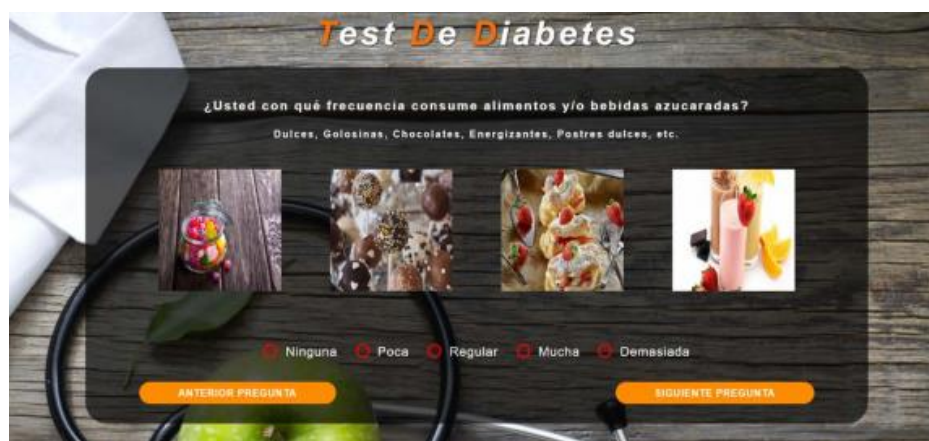 Test De Diabetes
¿Usted con qué frecuencia consume alimentos y/o bebidas azucaradas?
Dulces, Golosinas, Chocolates, Energizantes, Postres dulces, etc.
Ninguna Poca Regular Mucha Demasiada
ANTERIOR PREGUNTA SIGUIENTE PREGUNTA